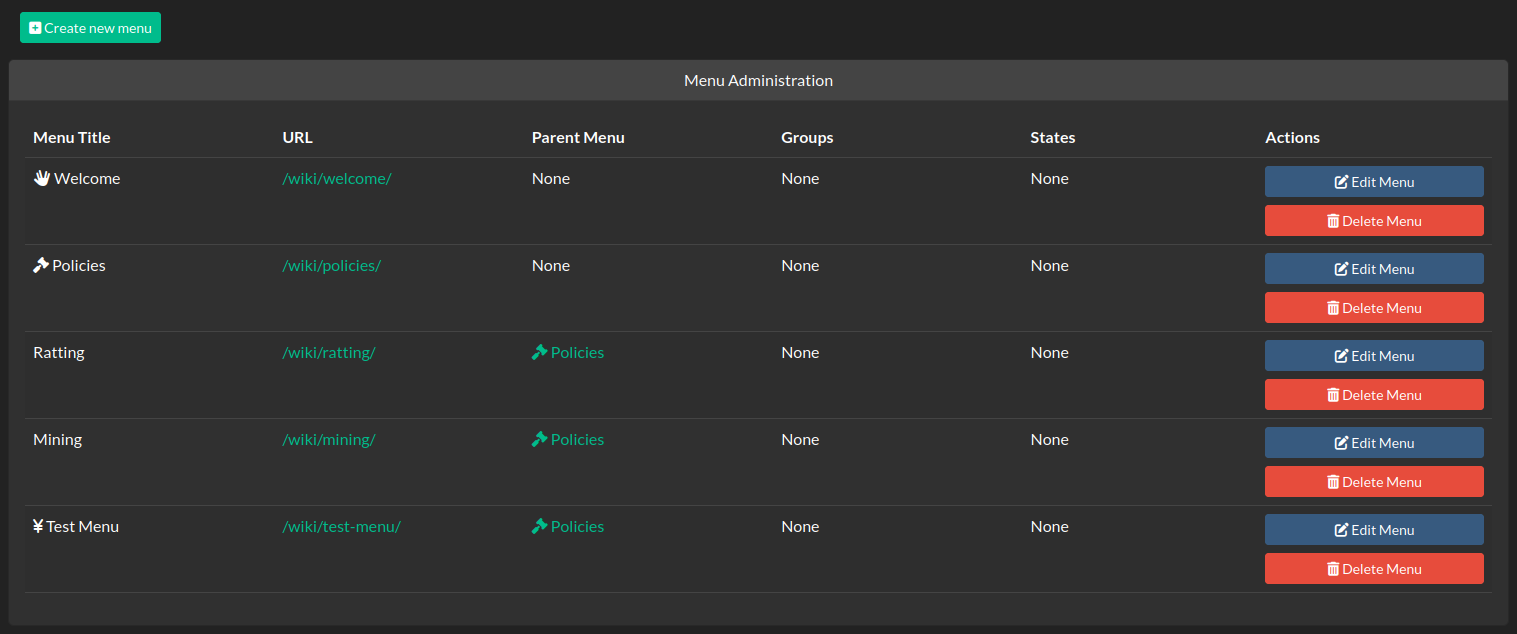 Create new menu
Menu Administration
Menu Title URL Parent Menu Groups States Actions
Welcome /wiki/welcome/ None None None Edit Menu
Delete Menu
Policies /wiki/policies/ None None None Edit Menu
Delete Menu
Ratting /wiki/ratting/ Policies None None Edit Menu
Delete Menu
Mining /wiki/mining/ Policies None None Edit Menu
Delete Menu
¥ Test Menu /wiki/test-menu/ Policies None None Edit Menu
Delete Menu